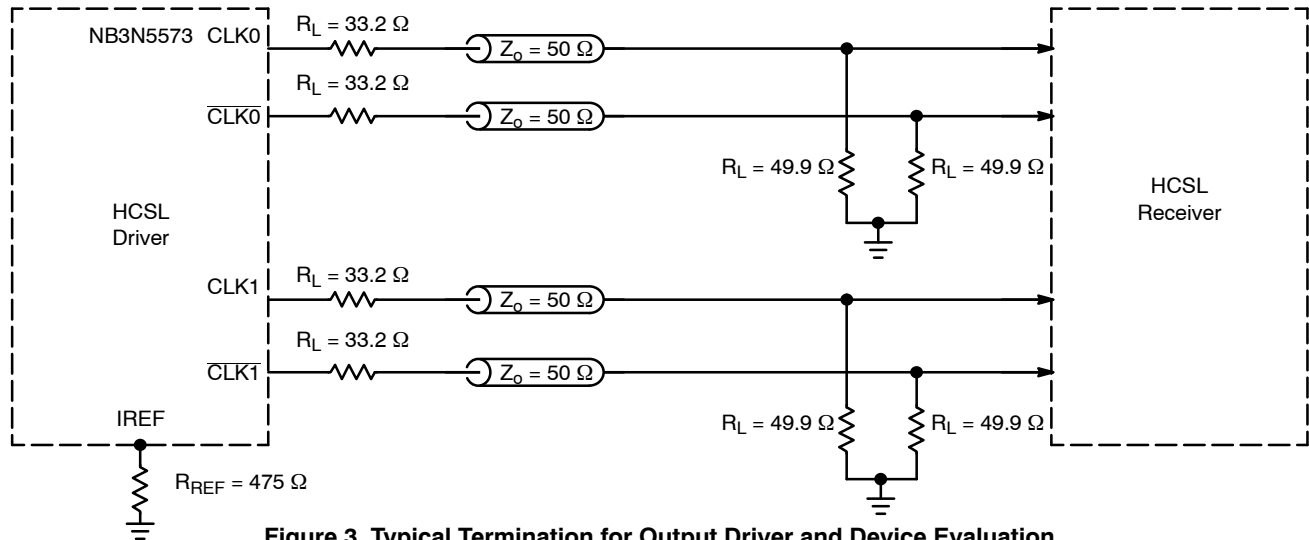 R_L = 33.2 Ω
NB3N5573 CLK0
Z_o = 50 Ω
R_L = 33.2 Ω
C̅L̅K̅0̅
Z_o = 50 Ω
R_L = 49.9 Ω
R_L = 49.9 Ω
HCSL
Driver
HCSL
Receiver
R_L = 33.2 Ω
CLK1
Z_o = 50 Ω
R_L = 33.2 Ω
C̅L̅K̅1̅
Z_o = 50 Ω
IREF
R_L = 49.9 Ω
R_L = 49.9 Ω
R_REF = 475 Ω
Figure 3. Typical Termination for Output Driver and Device Evaluation